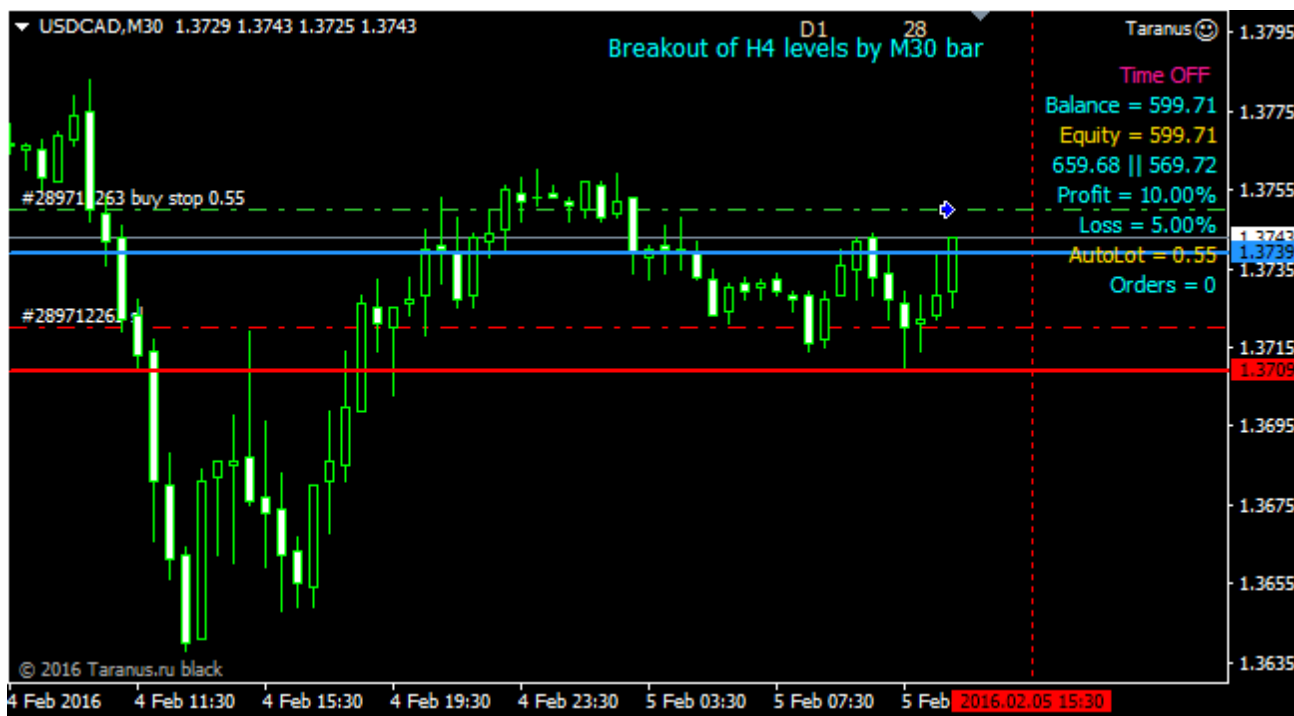 USDCAD,M30 1.3729 1.3743 1.3725 1.3743
D1 28
Taranus
Breakout of H4 levels by M30 bar
Time OFF
Balance = 599.71
Equity = 599.71
659.68 || 569.72
Profit = 10.00%
Loss = 5.00%
AutoLot = 0.55
Orders = 0
buy stop 0.55
1.3795
1.3775
1.3755
1.3743
1.3739
1.3735
1.3715
1.3709
1.3695
1.3675
1.3655
1.3635
© 2016 Taranus.ru black
4 Feb 2016 4 Feb 11:30 4 Feb 15:30 4 Feb 19:30 4 Feb 23:30 5 Feb 03:30 5 Feb 07:30 5 Feb 2016.02.05 15:30